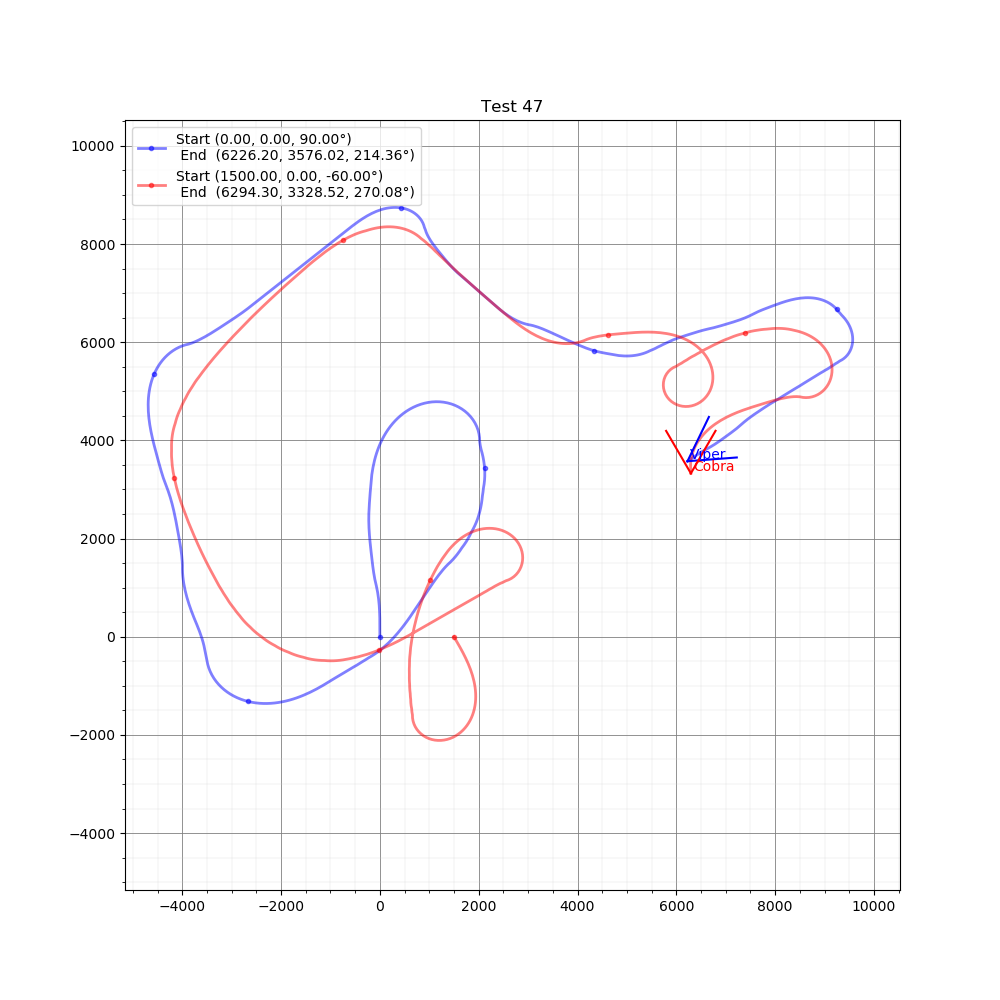 Test 47
Start (0.00, 0.00, 90.00°)
End  (6226.20, 3576.02, 214.36°)
Start (1500.00, 0.00, -60.00°)
End  (6294.30, 3328.52, 270.08°)
10000
8000
6000
4000
2000
0
−2000
−4000
Viper
Cobra
−4000 −2000 0 2000 4000 6000 8000 10000